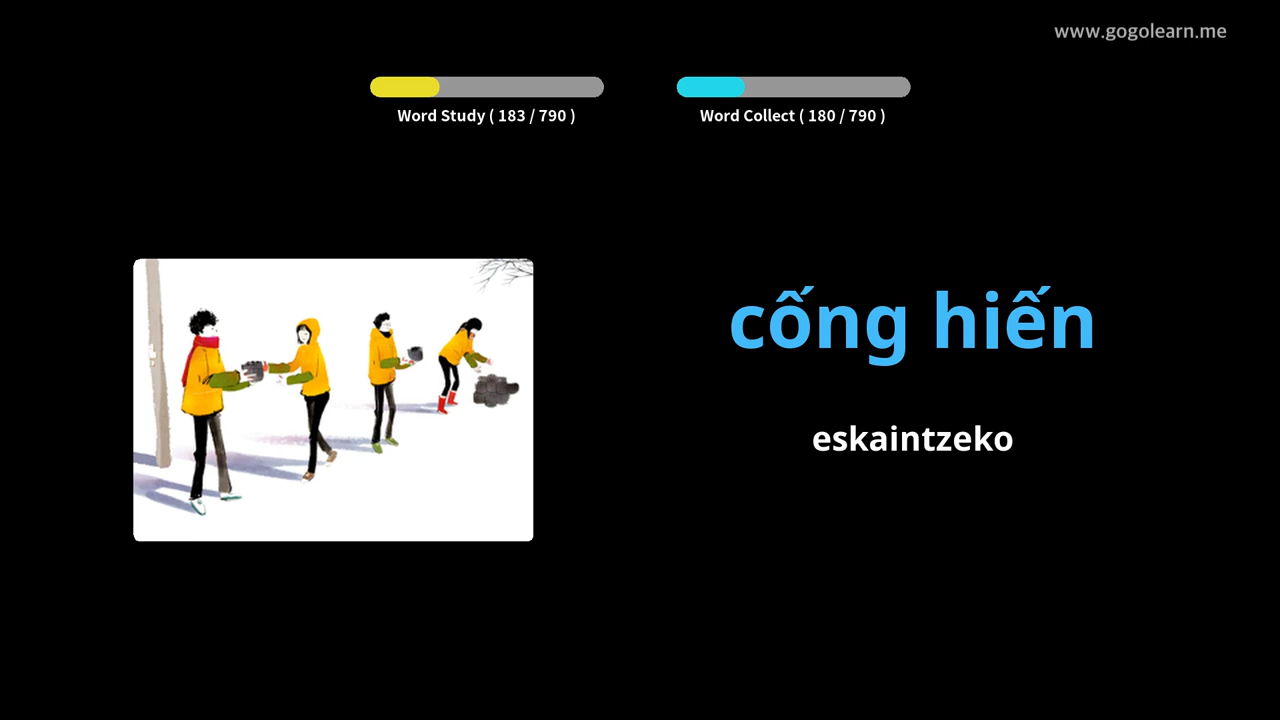 www.gogolearn.me
Word Study ( 183 / 790 )
Word Collect ( 180 / 790 )
cống hiến
eskaintzeko